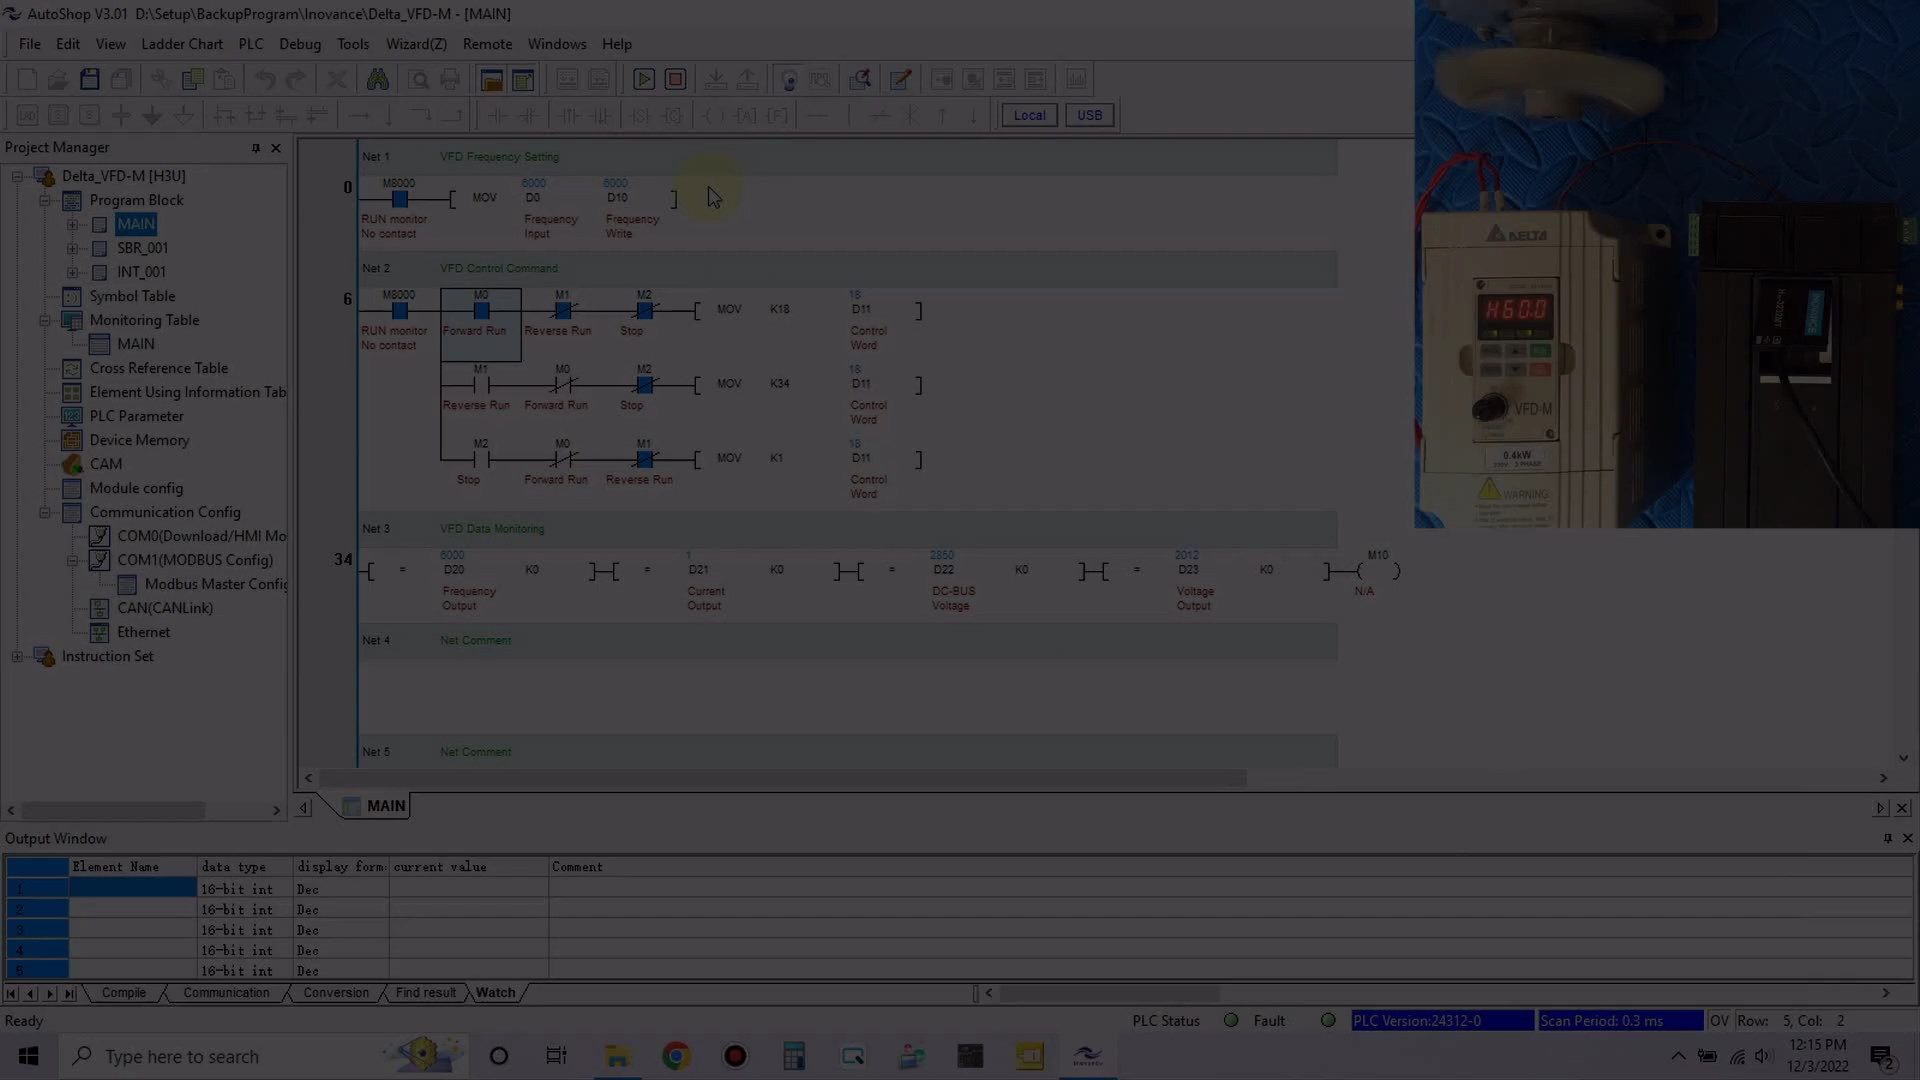 AutoShop V3.01 D:\Setup\BackupProgram\Inovance\Delta_VFD-M - [MAIN]
File Edit View Ladder Chart PLC Debug Tools Wizard(Z) Remote Windows Help
Local USB
Project Manager
Delta_VFD-M [H3U]
Program Block
MAIN
SBR_001
INT_001
Symbol Table
Monitoring Table
MAIN
Cross Reference Table
Element Using Information Tab
PLC Parameter
Device Memory
CAM
Module config
Communication Config
COM0(Download/HMI Mo
COM1(MODBUS Config)
Modbus Master Config
CAN(CANLink)
Ethernet
Instruction Set
Net 1 VFD Frequency Setting
0 M8000 6000 6000
[ MOV D0 D10 ]
RUN monitor Frequency Frequency
No contact Input Write
Net 2 VFD Control Command
6 M8000 M0 M1 M2 18
[ MOV K18 D11 ]
RUN monitor Forward Run Reverse Run Stop Control
No contact Word
M1 M0 M2 18
[ MOV K34 D11 ]
Reverse Run Forward Run Stop Control
Word
M2 M0 M1 18
[ MOV K1 D11 ]
Stop Forward Run Reverse Run Control
Word
Net 3 VFD Data Monitoring
34 6000 1 2850 2012 M10
[ = D20 K0 ] [ = D21 K0 ] [ = D22 K0 ] [ = D23 K0 ] ( )
Frequency Current DC-BUS Voltage N/A
Output Output Voltage Output
Net 4 Net Comment
Net 5 Net Comment
MAIN
DELTA
H60.0
VFD-M
0.4kW
WARNING
Output Window
Element Name data type display form: current value Comment
1 16-bit int Dec
2 16-bit int Dec
3 16-bit int Dec
4 16-bit int Dec
5 16-bit int Dec
Compile Communication Conversion Find result Watch
Ready PLC Status Fault PLC Version:24312-0 Scan Period: 0.3 ms OV Row: 5, Col: 2
Type here to search
12:15 PM
12/3/2022
2